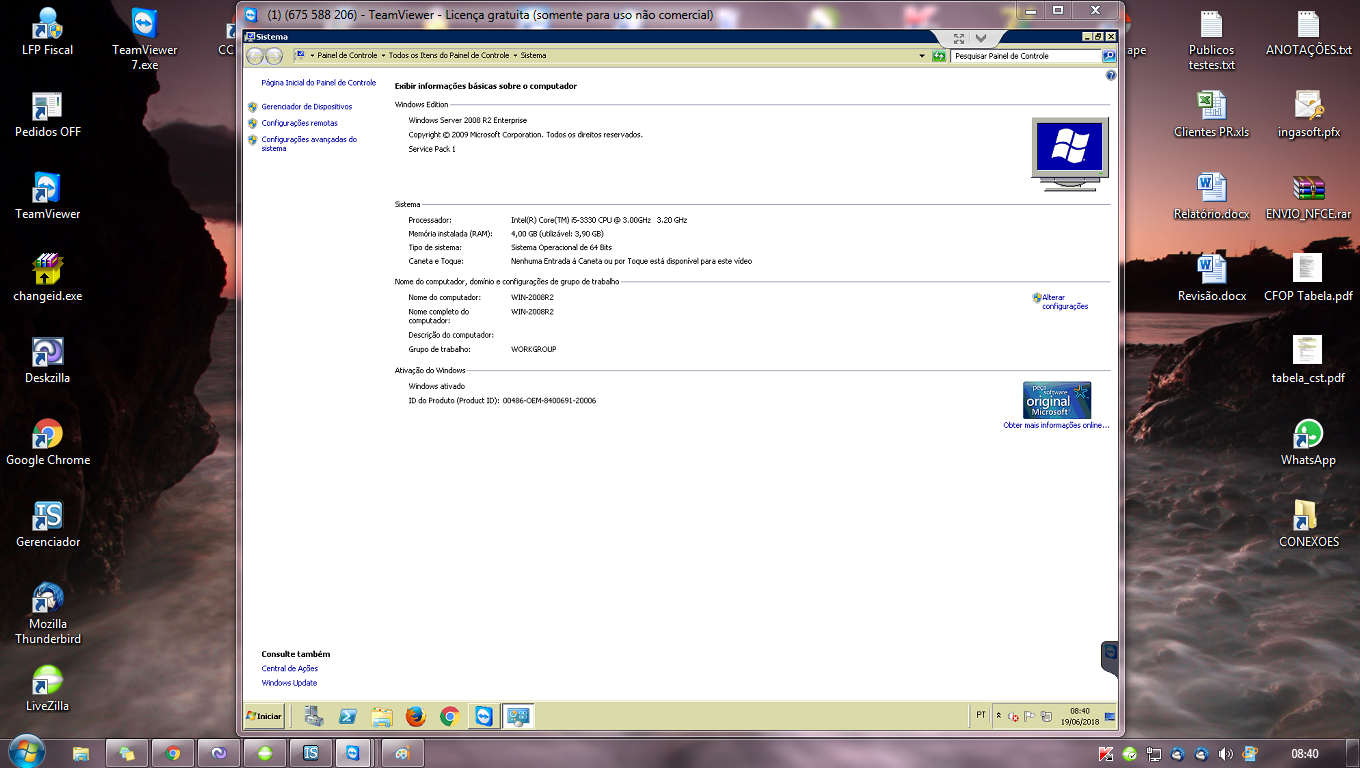 LFP Fiscal
TeamViewer 7.exe
CC
Pedidos OFF
TeamViewer
changeid.exe
Deskzilla
Google Chrome
Gerenciador
Mozilla Thunderbird
LiveZilla
(1) (675 588 206) - TeamViewer - Licença gratuita (somente para uso não comercial)
Sistema
Painel de Controle
Todos os Itens do Painel de Controle
Sistema
Pesquisar Painel de Controle
Página Inicial do Painel de Controle
Gerenciador de Dispositivos
Configurações remotas
Configurações avançadas do
sistema
Exibir informações básicas sobre o computador
Windows Edition
Windows Server 2008 R2 Enterprise
Copyright © 2009 Microsoft Corporation. Todos os direitos reservados.
Service Pack 1
Sistema
Processador: Intel(R) Core(TM) i5-3330 CPU @ 3.00GHz 3.20 GHz
Memória instalada (RAM): 4,00 GB (utilizável: 3,90 GB)
Tipo de sistema: Sistema Operacional de 64 Bits
Caneta e Toque: Nenhuma Entrada à Caneta ou por Toque está disponível para este vídeo
Nome do computador, domínio e configurações de grupo de trabalho
Nome do computador: WIN-2008R2
Alterar
configurações
Nome completo do WIN-2008R2
computador:
Descrição do computador:
Grupo de trabalho: WORKGROUP
Ativação do Windows
Windows ativado
ID do Produto (Product ID): 00486-OEM-8400691-20006
peça
software
original
Microsoft
Obter mais informações online...
Consulte também
Central de Ações
Windows Update
Iniciar
PT
08:40
19/06/2018
ape
Publicos testes.txt
ANOTAÇÕES.txt
Clientes PR.xls
ingasoft.pfx
Relatório.docx
ENVIO_NFCE.rar
Revisão.docx
CFOP Tabela.pdf
tabela_cst.pdf
WhatsApp
CONEXOES
08:40